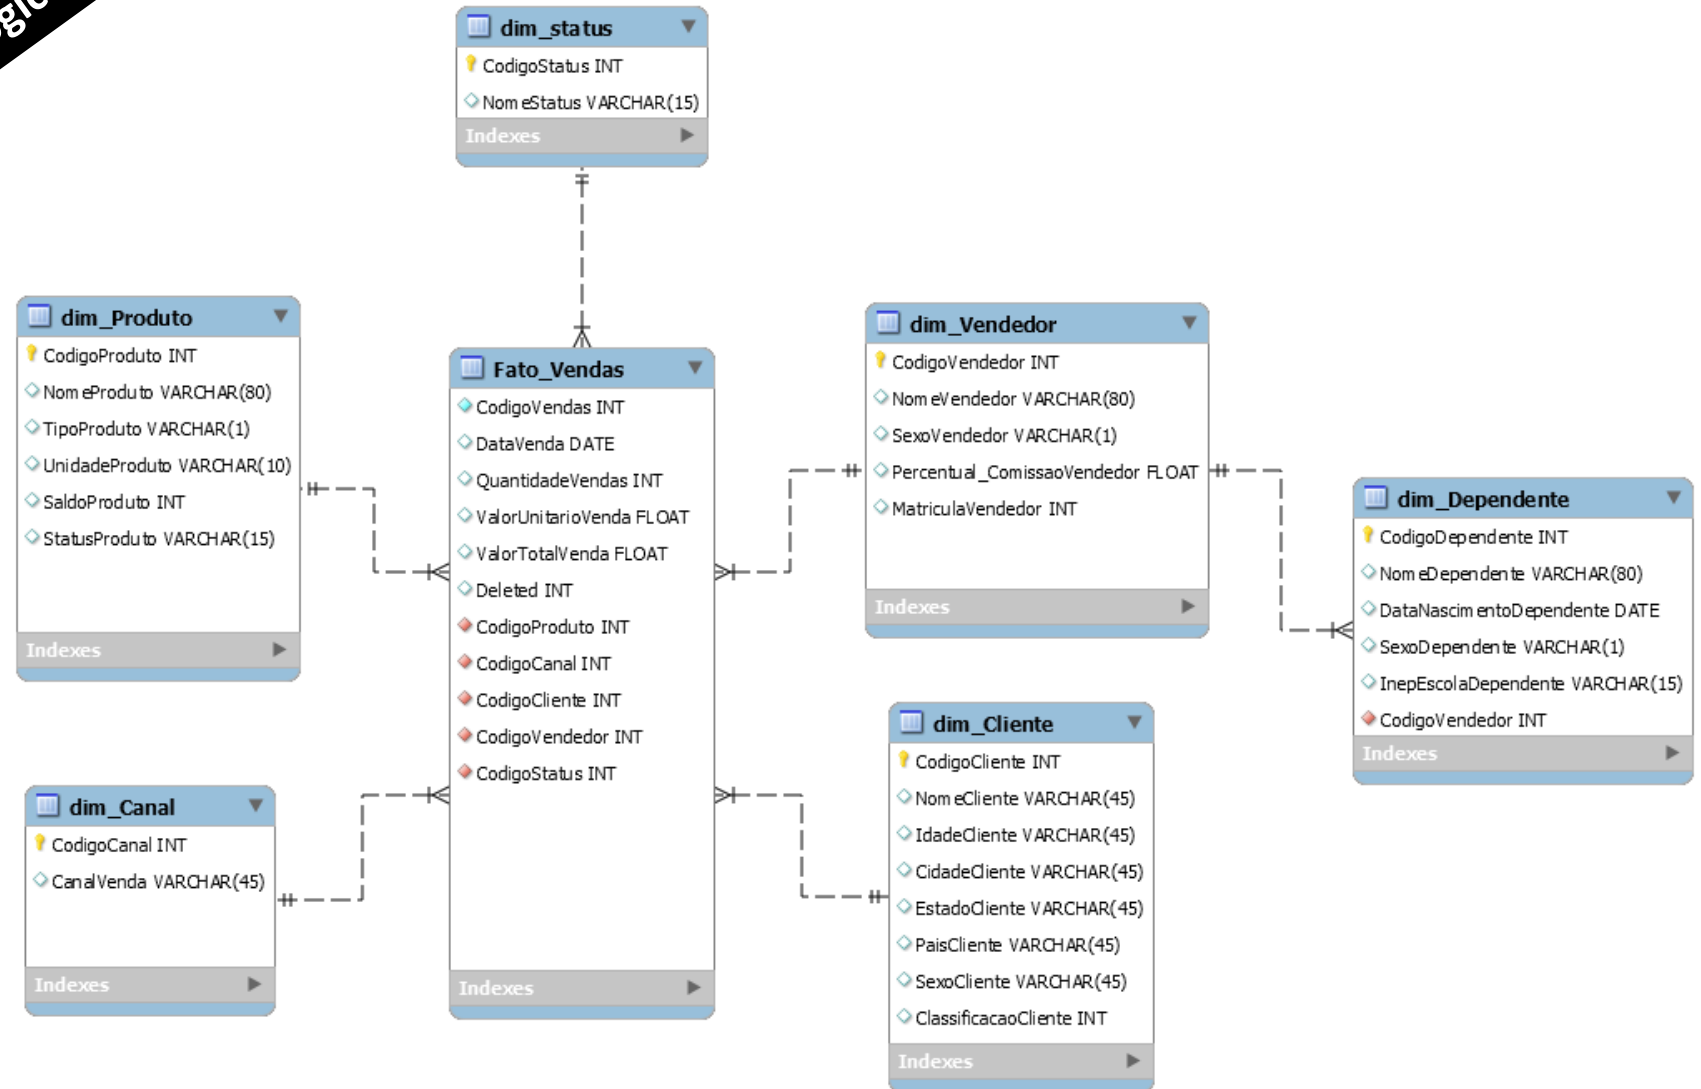 dim_status
CodigoStatus INT
NomeStatus VARCHAR(15)
Indexes
dim_Produto
CodigoProduto INT
NomeProduto VARCHAR(80)
TipoProduto VARCHAR(1)
UnidadeProduto VARCHAR(10)
SaldoProduto INT
StatusProduto VARCHAR(15)
Indexes
Fato_Vendas
CodigoVendas INT
DataVenda DATE
QuantidadeVendas INT
ValorUnitarioVenda FLOAT
ValorTotalVenda FLOAT
Deleted INT
CodigoProduto INT
CodigoCanal INT
CodigoCliente INT
CodigoVendedor INT
CodigoStatus INT
Indexes
dim_Vendedor
CodigoVendedor INT
NomeVendedor VARCHAR(80)
SexoVendedor VARCHAR(1)
Percentual_ComissaoVendedor FLOAT
MatriculaVendedor INT
Indexes
dim_Dependente
CodigoDependente INT
NomeDependente VARCHAR(80)
DataNascimentoDependente DATE
SexoDependente VARCHAR(1)
InepEscolaDependente VARCHAR(15)
CodigoVendedor INT
Indexes
dim_Canal
CodigoCanal INT
CanalVenda VARCHAR(45)
Indexes
dim_Cliente
CodigoCliente INT
NomeCliente VARCHAR(45)
IdadeCliente VARCHAR(45)
CidadeCliente VARCHAR(45)
EstadoCliente VARCHAR(45)
PaisCliente VARCHAR(45)
SexoCliente VARCHAR(45)
ClassificacaoCliente INT
Indexes